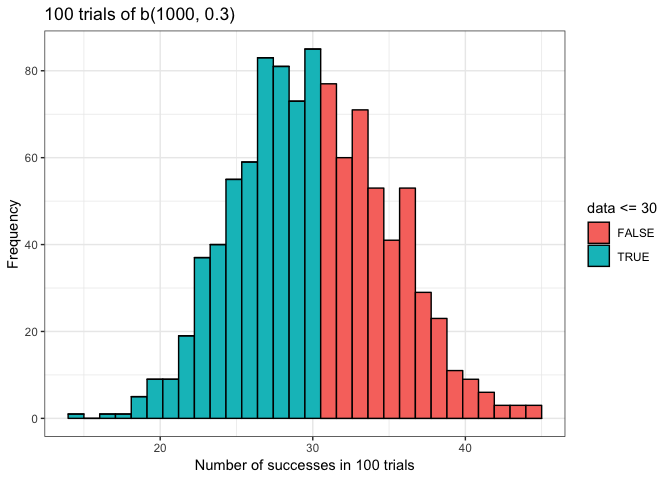 100 trials of b(1000, 0.3)
80
60
40
20
0
Frequency
20
30
40
Number of successes in 100 trials
data <= 30
FALSE
TRUE